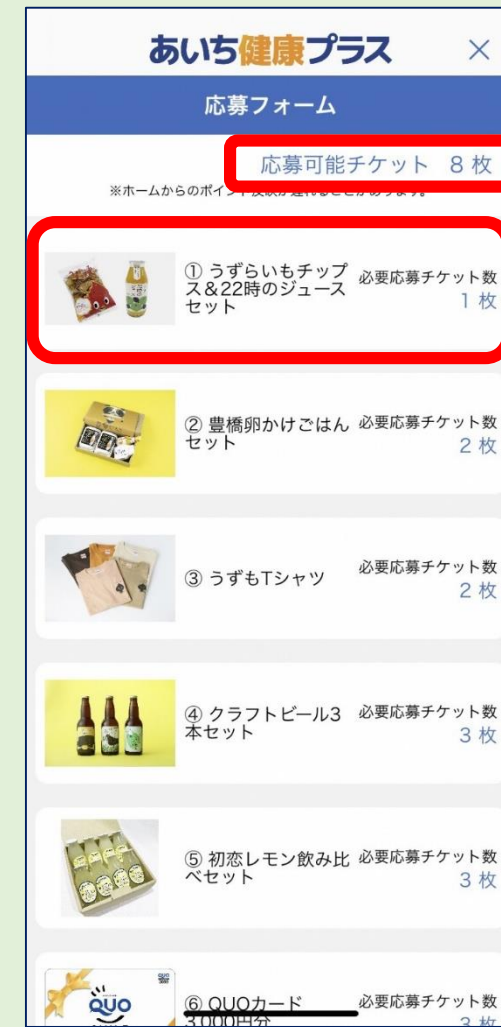 あいち健康プラス
×
応募フォーム
応募可能チケット 8 枚
※ホームからのポイント反映が遅れることがあります。
① うずらいもチップ
ス＆22時のジュース
セット
必要応募チケット数
1 枚
② 豊橋卵かけごはん
セット
必要応募チケット数
2 枚
③ うずもTシャツ
必要応募チケット数
2 枚
④ クラフトビール3
本セット
必要応募チケット数
3 枚
⑤ 初恋レモン飲み比
べセット
必要応募チケット数
3 枚
QUO
⑥ QUOカード
3,000円分
必要応募チケット数
3 枚